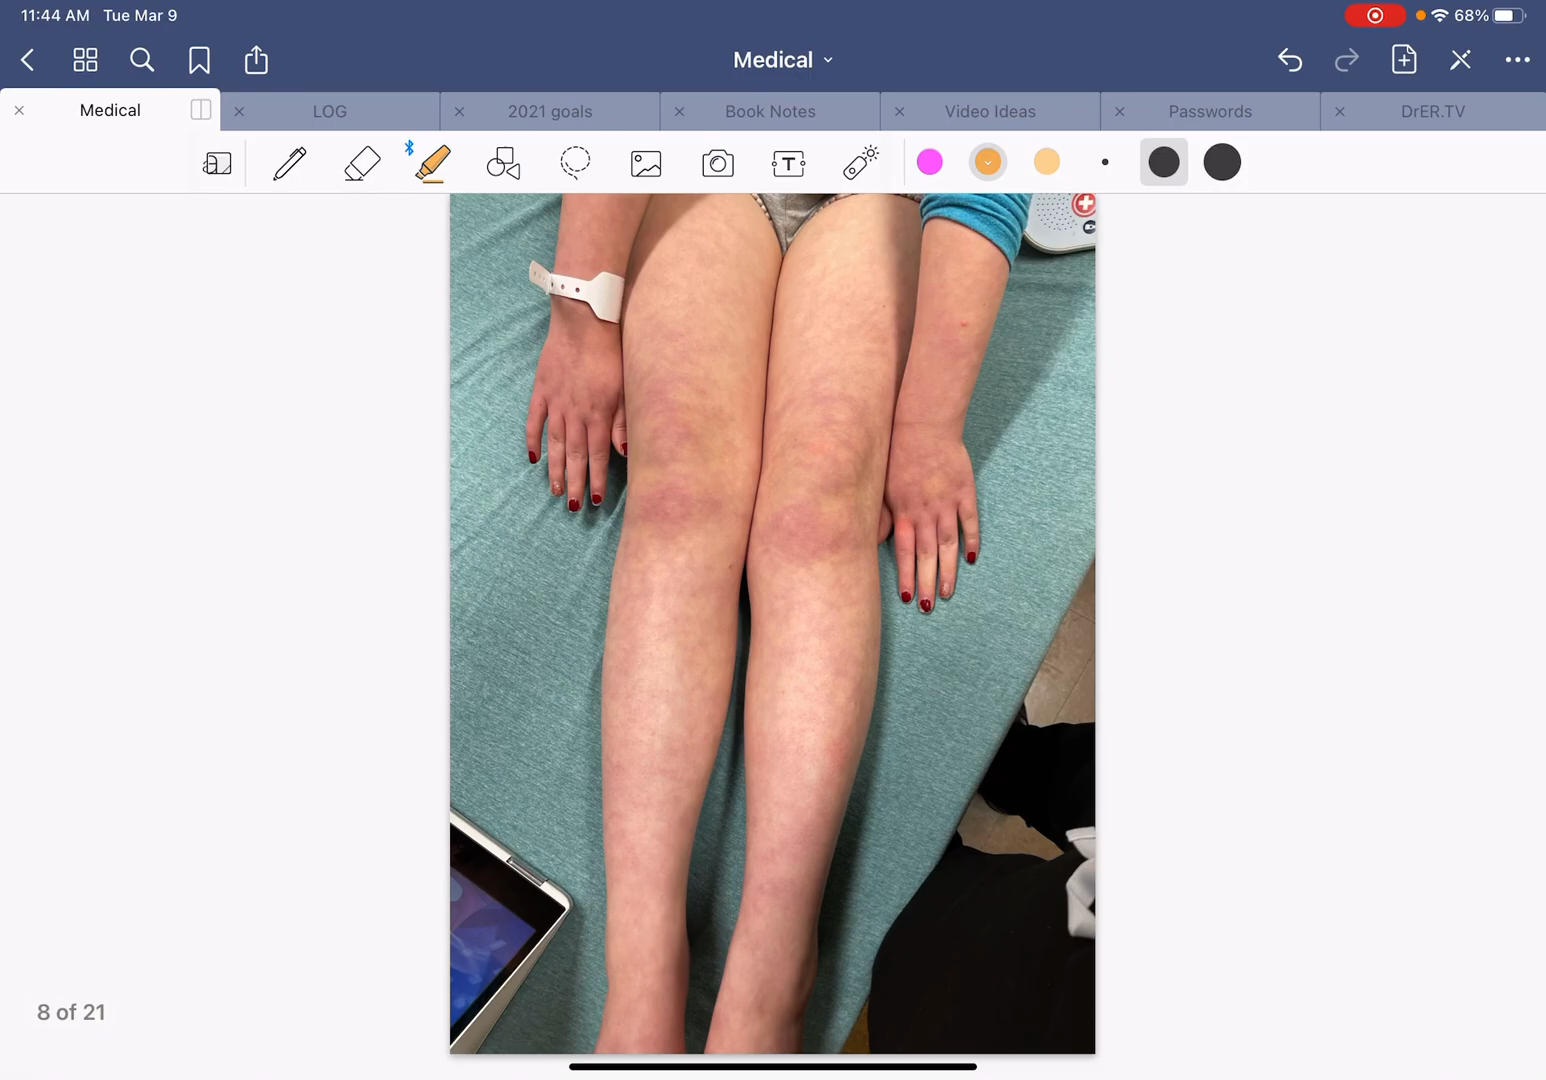 11:44 AM Tue Mar 9
68%
Medical
Medical
LOG
2021 goals
Book Notes
Video Ideas
Passwords
DrER.TV
T
8 of 21